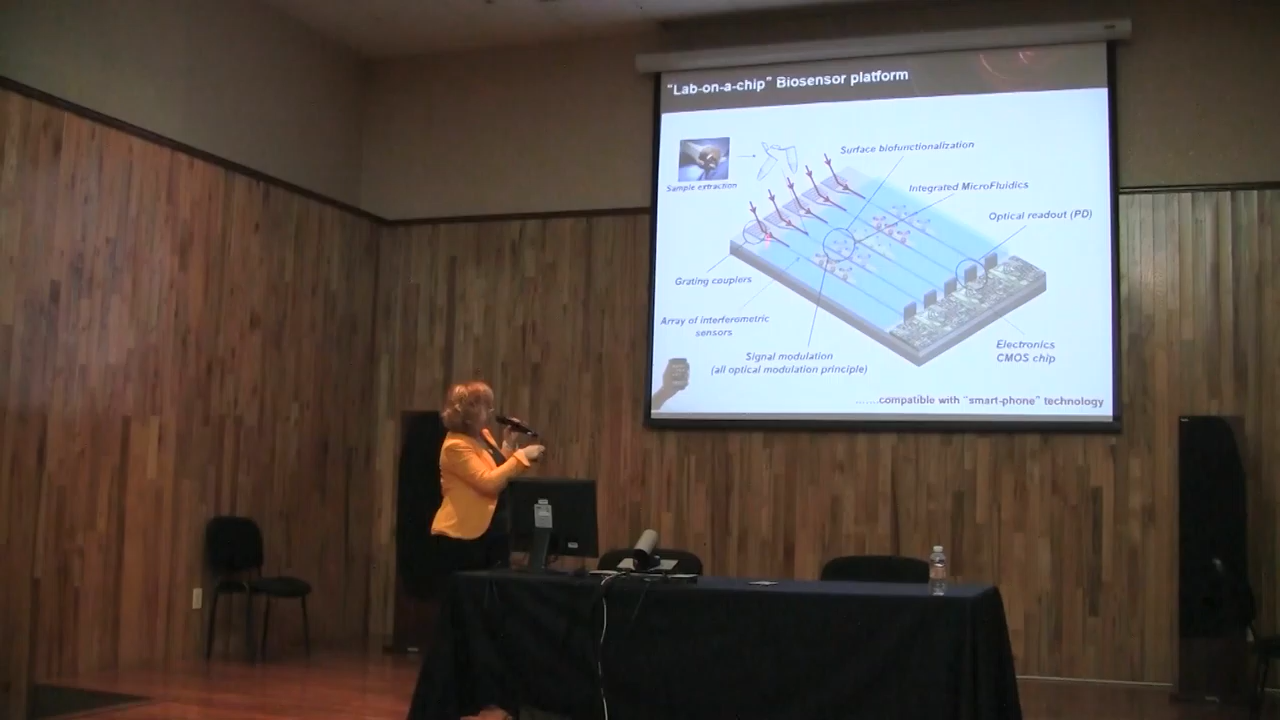 "Lab-on-a-chip" Biosensor platform
Surface biofunctionalization
Sample extraction
Integrated MicroFluidics
Optical readout (PD)
Grating couplers
Array of interferometric
sensors
Signal modulation
(all optical modulation principle)
Electronics
CMOS chip
.......compatible with "smart-phone" technology